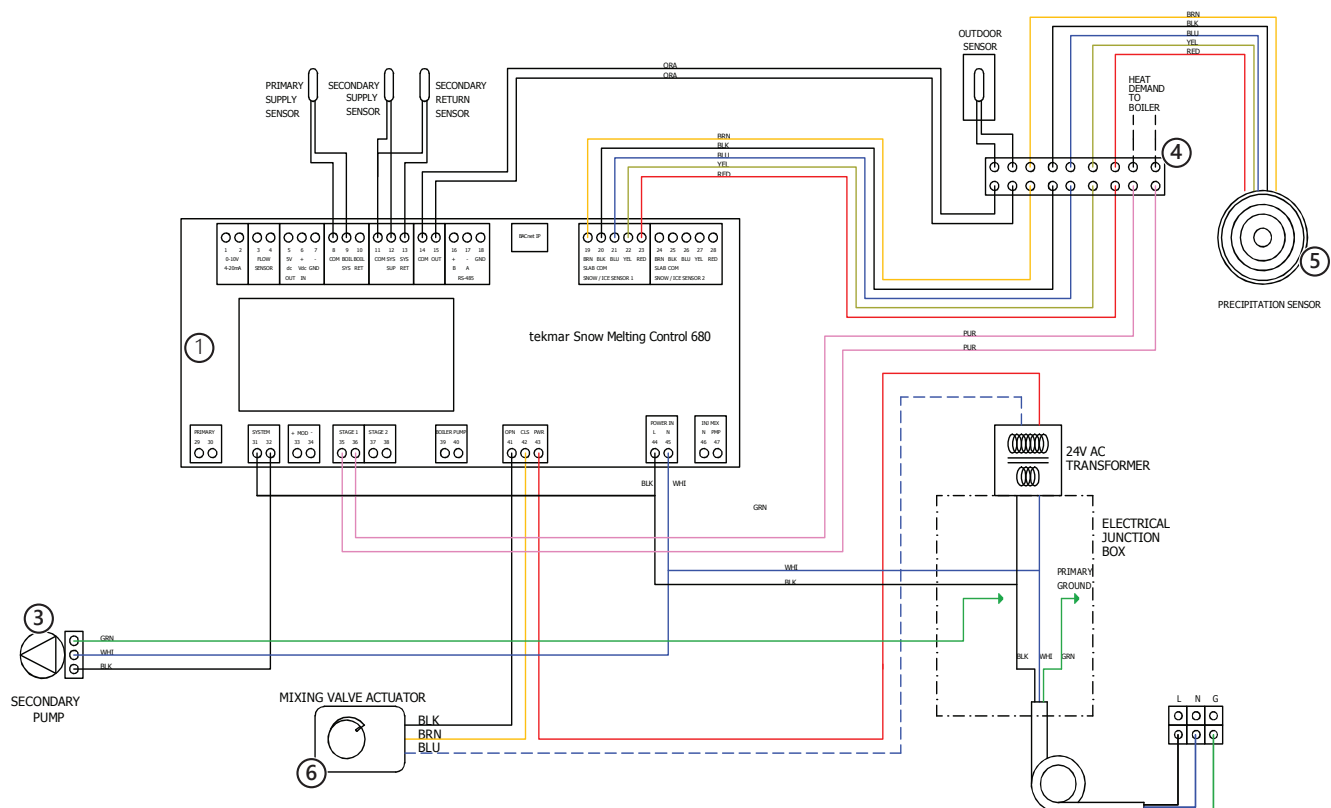 BRN
BLK
BLU
YEL
RED
OUTDOOR
SENSOR
HEAT
DEMAND
TO
BOILER
ORA
ORA
PRIMARY
SUPPLY
SENSOR
SECONDARY
SUPPLY
SENSOR
SECONDARY
RETURN
SENSOR
BRN
BLK
BLU
YEL
RED
4
5
PRECIPITATION SENSOR
BACnet IP
1 2
0-10V
4-20mA
3 4
FLOW
SENSOR
5 6 7
5V + -
dc Vdc GND
OUT IN
8 9 10
COM BOIL BOIL
SYS RET
11 12 13
COM SYS SYS
SUP RET
14 15
COM OUT
16 17 18
+ - GND
B A
RS-485
19 20 21 22 23
BRN BLK BLU YEL RED
SLAB COM
SNOW / ICE SENSOR 1
24 25 26 27 28
BRN BLK BLU YEL RED
SLAB COM
SNOW / ICE SENSOR 2
1
tekmar Snow Melting Control 680
PUR
PUR
PRIMARY
29 30
SYSTEM
31 32
+ MOD -
33 34
STAGE 1
35 36
STAGE 2
37 38
BOILER PUMP
39 40
OPN CLS PWR
41 42 43
POWER IN
L N
44 45
INJ MIX
N PMP
46 47
24V AC
TRANSFORMER
BLK WHI
GRN
ELECTRICAL
JUNCTION
BOX
WHI
BLK
PRIMARY
GROUND
3
GRN
WHI
BLK
SECONDARY
PUMP
BLK WHI GRN
MIXING VALVE ACTUATOR
BLK
BRN
BLU
6
L N G